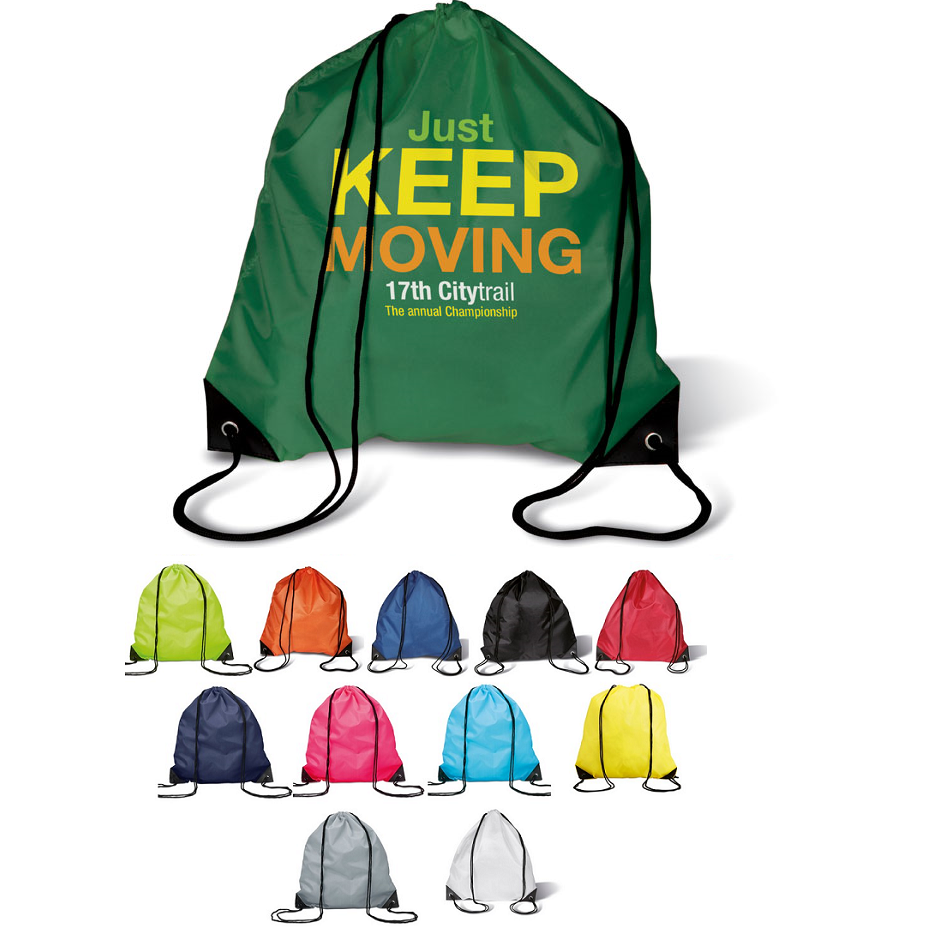 Just
KEEP
MOVING
17th Citytrail
The annual Championship